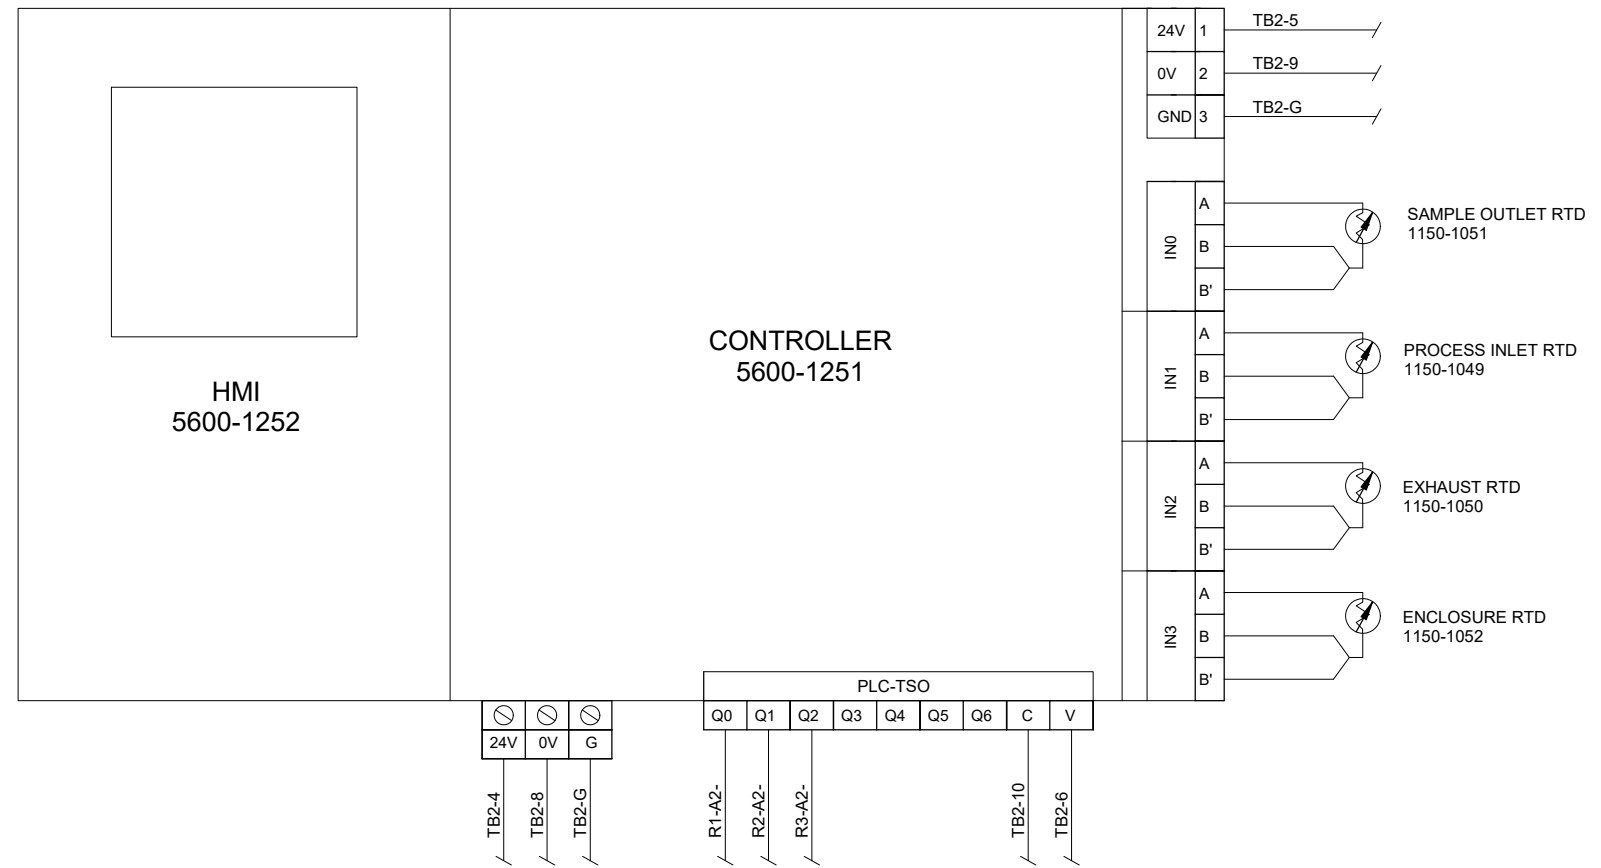 24V 1 TB2-5
0V 2 TB2-9
GND 3 TB2-G
HMI
5600-1252
CONTROLLER
5600-1251
IN0
A
B
B'
SAMPLE OUTLET RTD
1150-1051
IN1
A
B
B'
PROCESS INLET RTD
1150-1049
IN2
A
B
B'
EXHAUST RTD
1150-1050
IN3
A
B
B'
ENCLOSURE RTD
1150-1052
PLC-TSO
Q0 Q1 Q2 Q3 Q4 Q5 Q6 C V
24V 0V G
TB2-4
TB2-8
TB2-G
R1-A2-
R2-A2-
R3-A2-
TB2-10
TB2-6